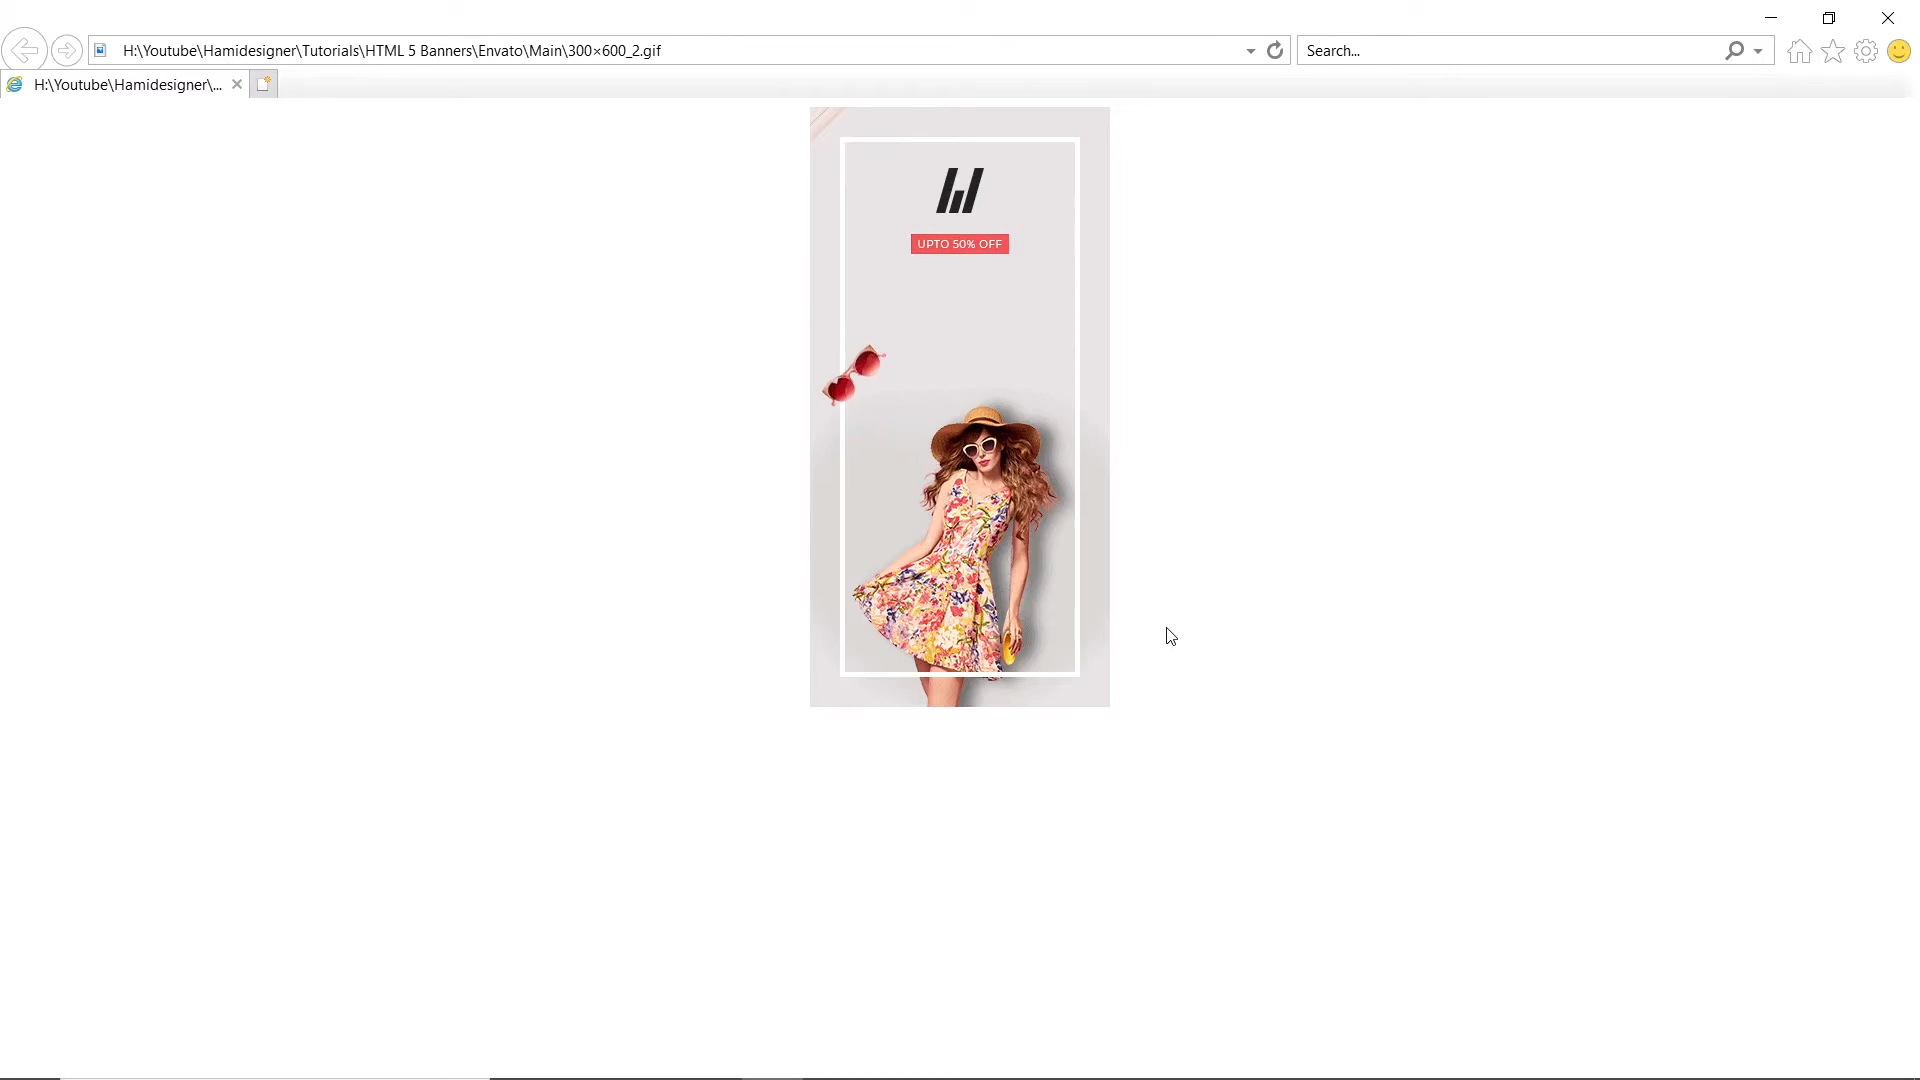 H:\Youtube\Hamidesigner\Tutorials\HTML 5 Banners\Envato\Main\300×600_2.gif
Search...
H:\Youtube\Hamidesigner\...
UPTO 50% OFF